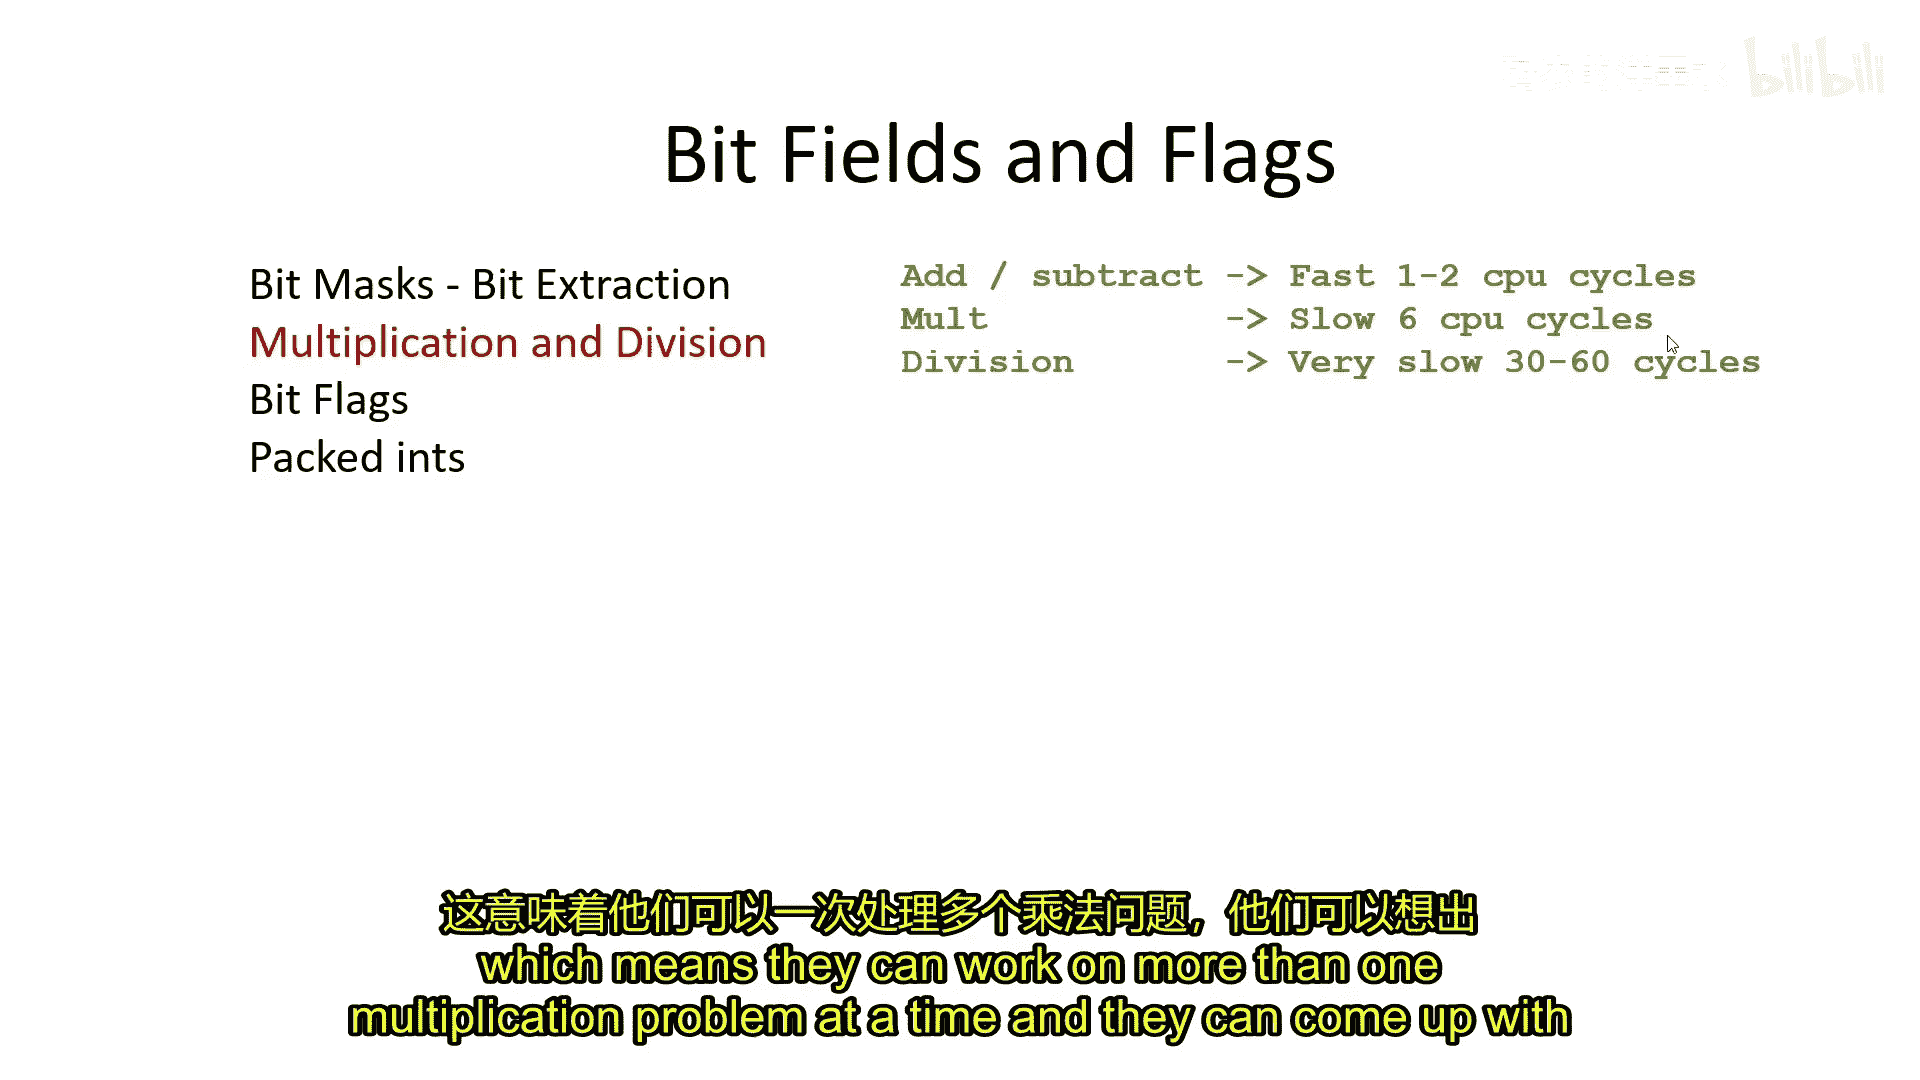 bilibili
Bit Fields and Flags
Bit Masks - Bit Extraction
Multiplication and Division
Bit Flags
Packed ints
Add / subtract -> Fast 1-2 cpu cycles
Mult -> Slow 6 cpu cycles
Division -> Very slow 30-60 cycles
这意味着他们可以一次处理多个乘法问题，他们可以想出
which means they can work on more than one
multiplication problem at a time and they can come up with